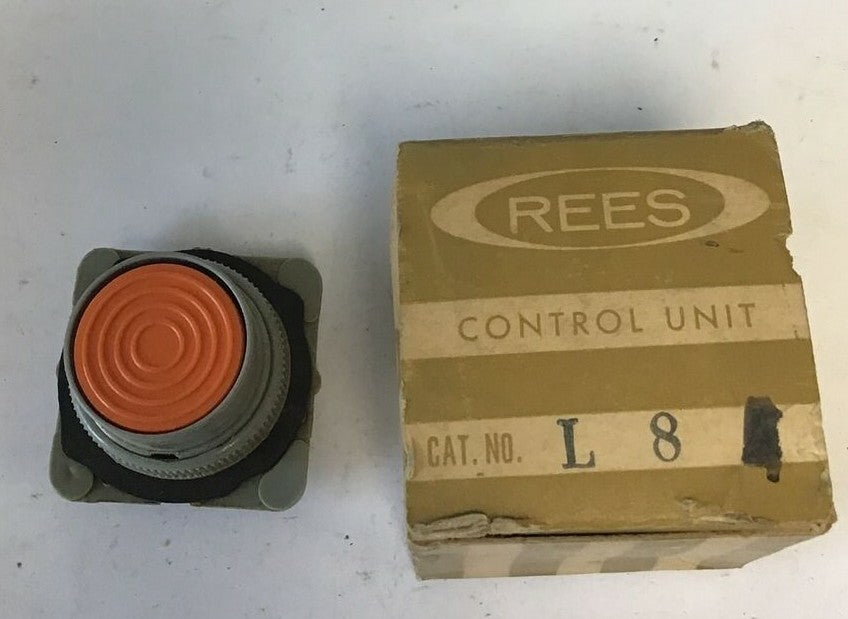 REES
CONTROL UNIT
CAT. NO. L 8